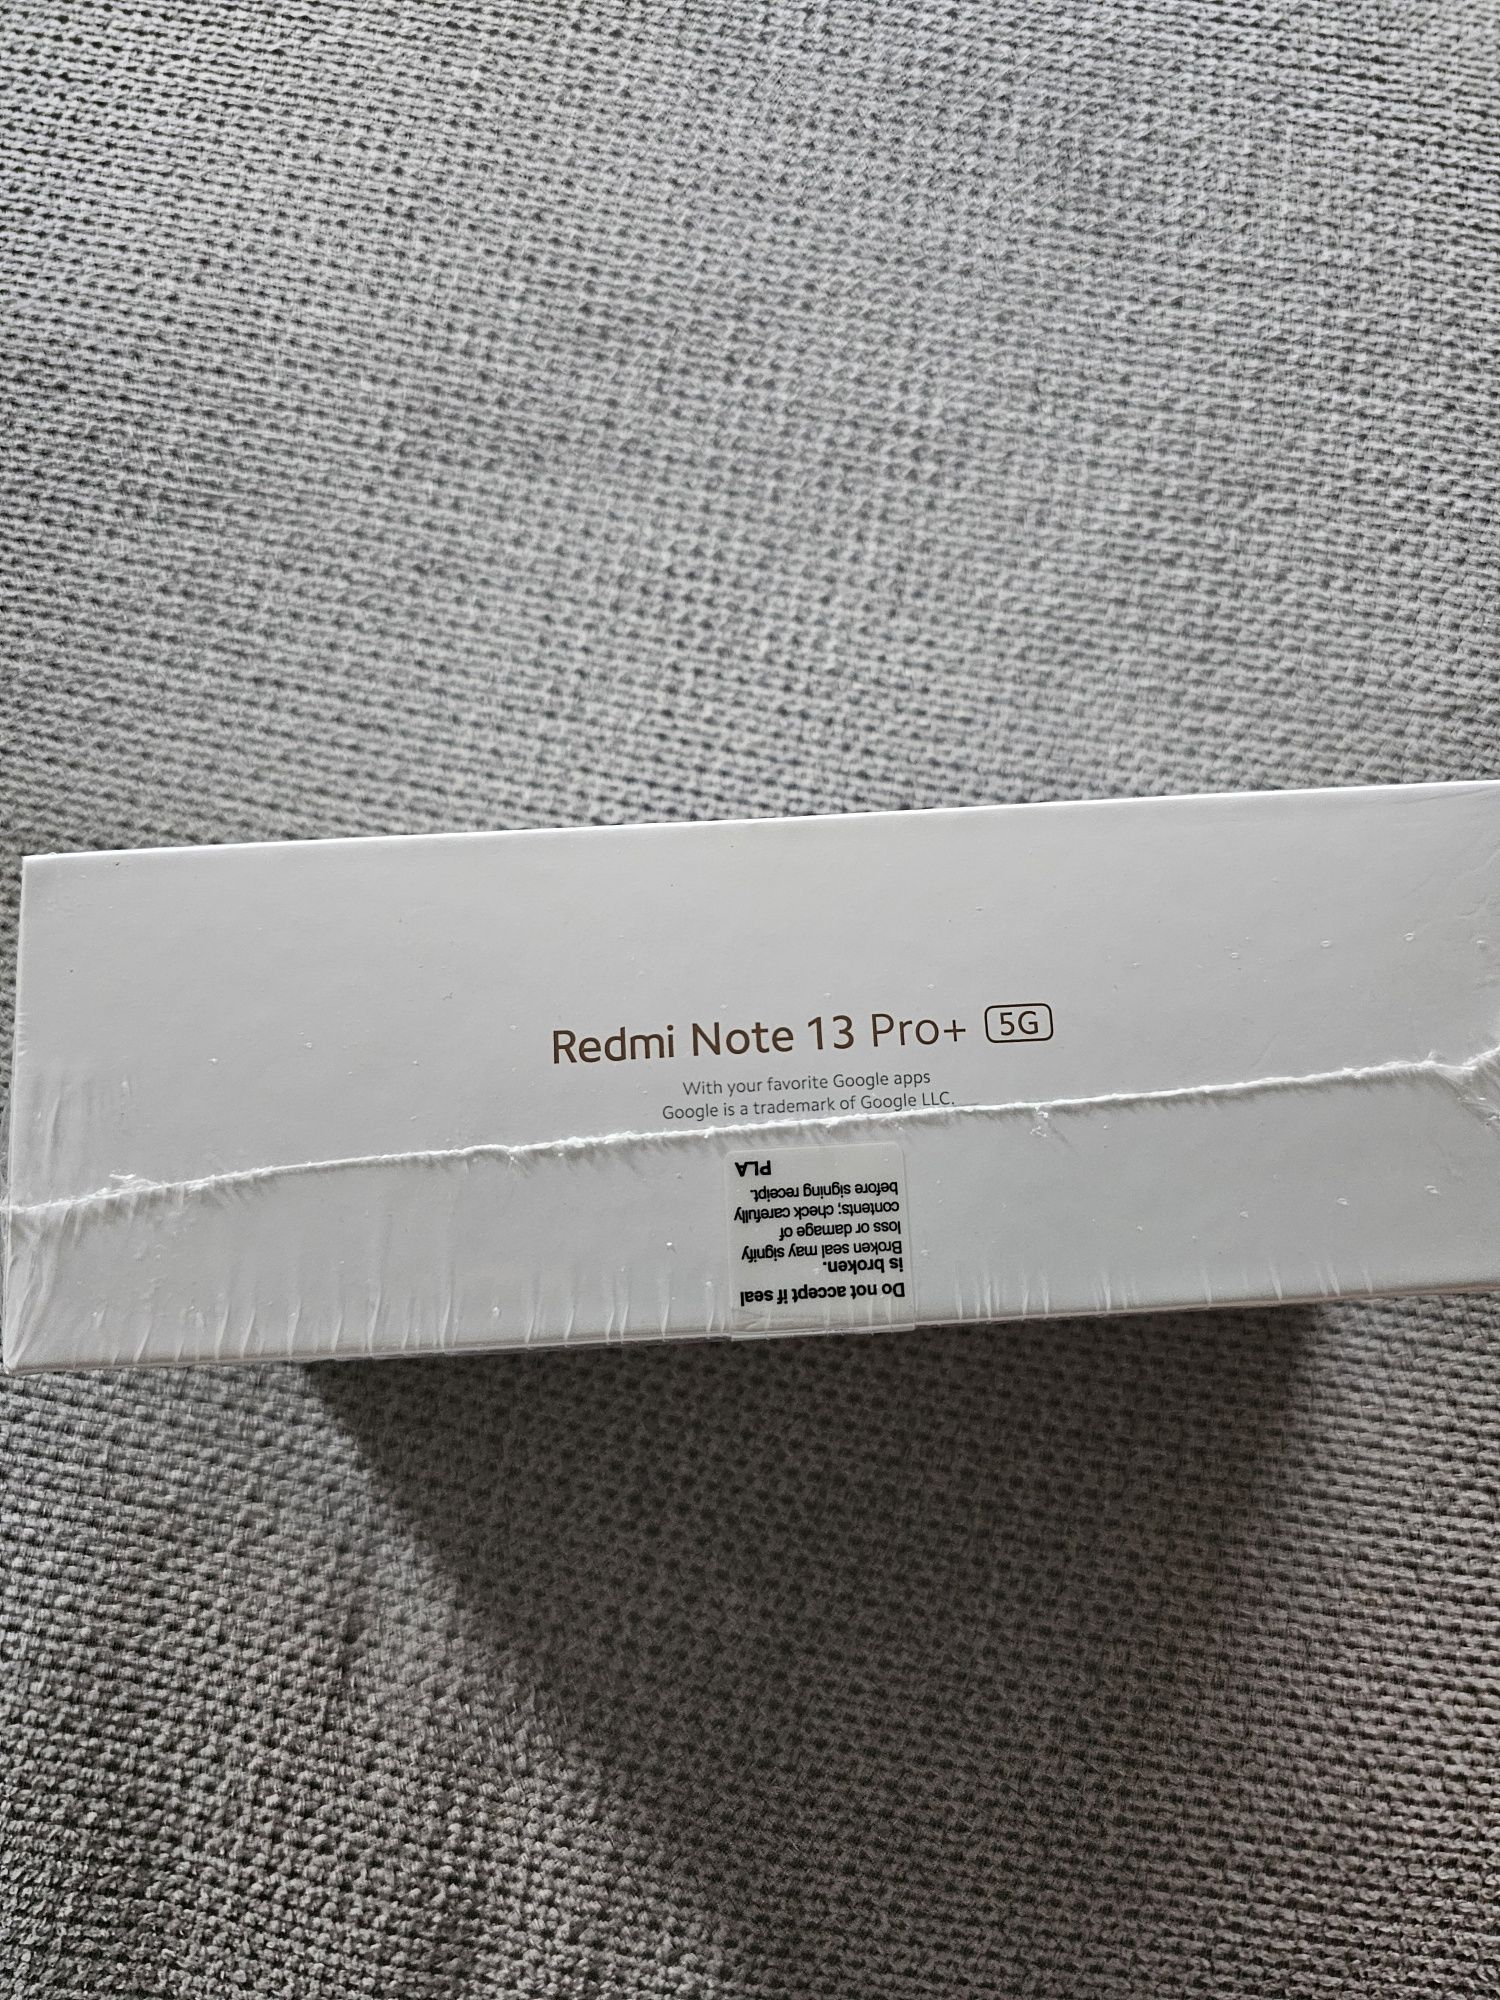 Redmi Note 13 Pro+ 5G
With your favorite Google apps
Google is a trademark of Google LLC.
Do not accept if seal
is broken.
Broken seal may signify
loss or damage of
contents; check carefully
before signing receipt.
PLA